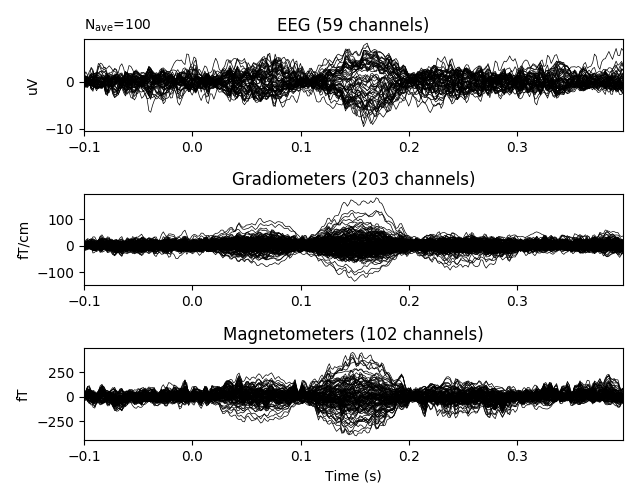 N_ave=100
EEG (59 channels)
uV
0
−10
−0.1 0.0 0.1 0.2 0.3
Gradiometers (203 channels)
fT/cm
100
0
−100
−0.1 0.0 0.1 0.2 0.3
Magnetometers (102 channels)
fT
250
0
−250
−0.1 0.0 0.1 0.2 0.3
Time (s)